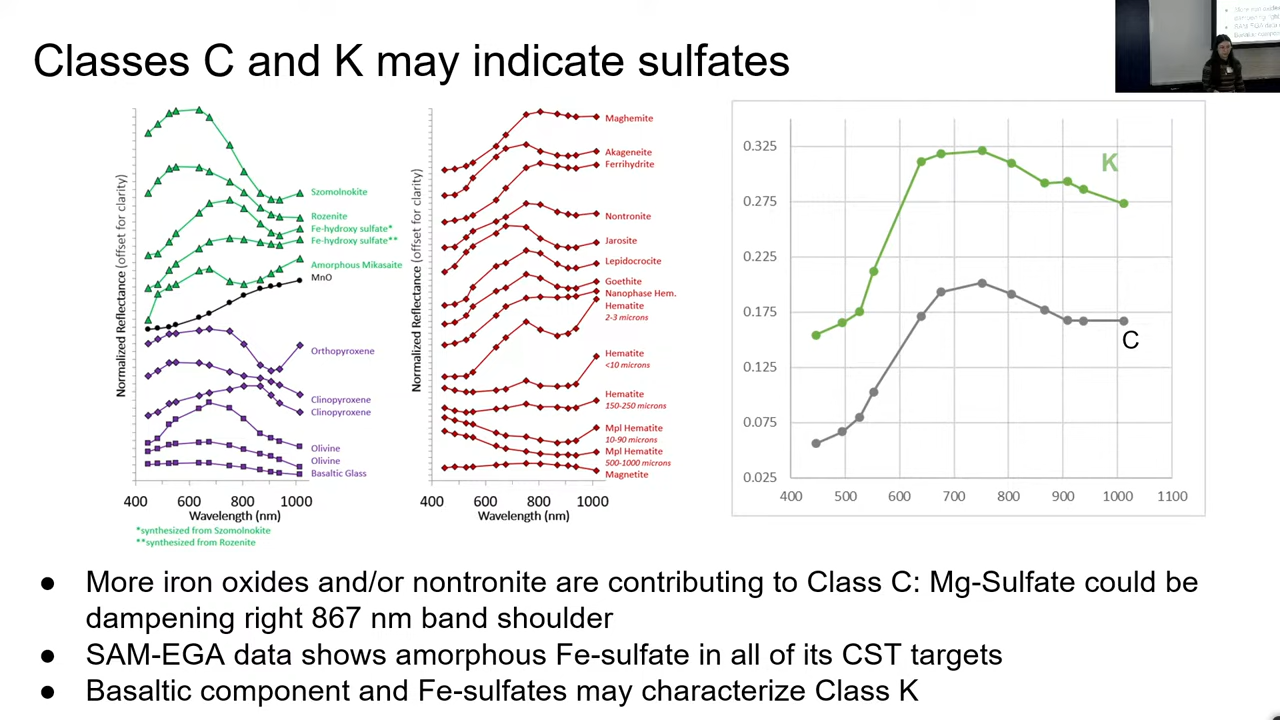 Classes C and K may indicate sulfates
Normalized Reflectance (offset for clarity)
Szomolnokite
Rozenite
Fe-hydroxy sulfate*
Fe-hydroxy sulfate**
Amorphous Mikasaite
MnO
Orthopyroxene
Clinopyroxene
Clinopyroxene
Olivine
Olivine
Basaltic Glass
400 600 800 1000
Wavelength (nm)
*synthesized from Szomolnokite
**synthesized from Rozenite
Normalized Reflectance (offset for clarity)
Maghemite
Akageneite
Ferrihydrite
Nontronite
Jarosite
Lepidocrocite
Goethite
Nanophase Hem.
Hematite
2-3 microns
Hematite
<10 microns
Hematite
150-250 microns
Mpl Hematite
10-90 microns
Mpl Hematite
500-1000 microns
Magnetite
400 600 800 1000
Wavelength (nm)
0.325
0.275
0.225
0.175
0.125
0.075
0.025
K
C
400 500 600 700 800 900 1000 1100
● More iron oxides and/or nontronite are contributing to Class C: Mg-Sulfate could be
dampening right 867 nm band shoulder
● SAM-EGA data shows amorphous Fe-sulfate in all of its CST targets
● Basaltic component and Fe-sulfates may characterize Class K